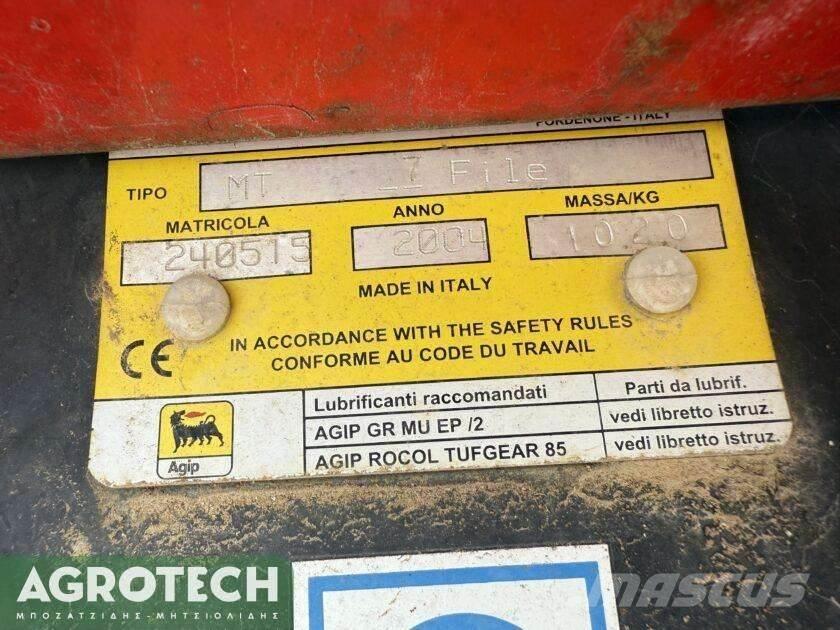 PORDENONE - ITALY
TIPO MT 7 File
MATRICOLA ANNO MASSA/KG
240515 2004 1020
MADE IN ITALY
CE IN ACCORDANCE WITH THE SAFETY RULES
CONFORME AU CODE DU TRAVAIL
Lubrificanti raccomandati Parti da lubrif.
AGIP GR MU EP /2 vedi libretto istruz.
AGIP ROCOL TUFGEAR 85 vedi libretto istruz.
Agip
AGROTECH
ΜΠΟΖΑΤΖΙΔΗΣ-ΜΗΤΣΙΟΛΙΔΗΣ
MASCUS